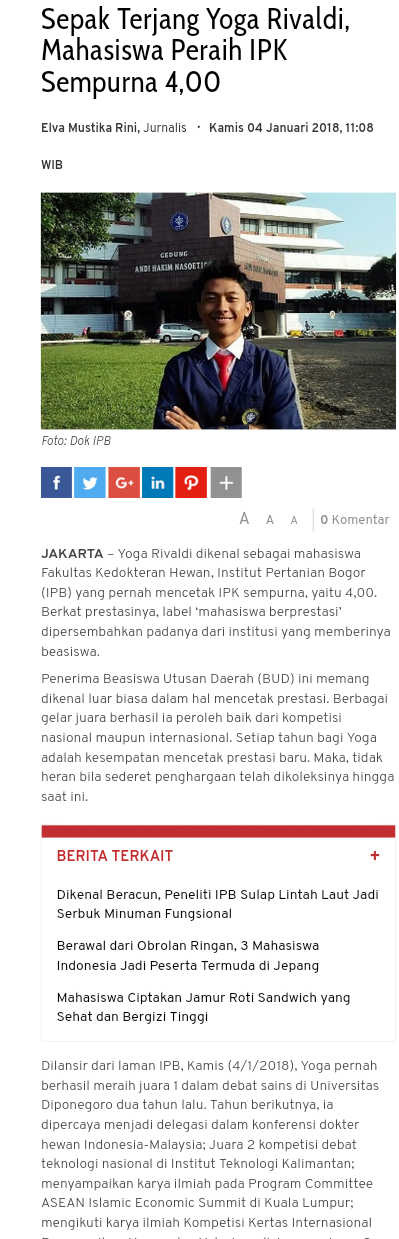 Sepak Terjang Yoga Rivaldi,
Mahasiswa Peraih IPK
Sempurna 4,00
Elva Mustika Rini, Jurnalis · Kamis 04 Januari 2018, 11:08
WIB
GEDUNG
ANDI HAKIM NASOETION
Foto: Dok IPB
f G+ in
A A A 0 Komentar
JAKARTA – Yoga Rivaldi dikenal sebagai mahasiswa
Fakultas Kedokteran Hewan, Institut Pertanian Bogor
(IPB) yang pernah mencetak IPK sempurna, yaitu 4,00.
Berkat prestasinya, label ‘mahasiswa berprestasi’
dipersembahkan padanya dari institusi yang memberinya
beasiswa.
Penerima Beasiswa Utusan Daerah (BUD) ini memang
dikenal luar biasa dalam hal mencetak prestasi. Berbagai
gelar juara berhasil ia peroleh baik dari kompetisi
nasional maupun internasional. Setiap tahun bagi Yoga
adalah kesempatan mencetak prestasi baru. Maka, tidak
heran bila sederet penghargaan telah dikoleksinya hingga
saat ini.
BERITA TERKAIT +
Dikenal Beracun, Peneliti IPB Sulap Lintah Laut Jadi
Serbuk Minuman Fungsional
Berawal dari Obrolan Ringan, 3 Mahasiswa
Indonesia Jadi Peserta Termuda di Jepang
Mahasiswa Ciptakan Jamur Roti Sandwich yang
Sehat dan Bergizi Tinggi
Dilansir dari laman IPB, Kamis (4/1/2018), Yoga pernah
berhasil meraih juara 1 dalam debat sains di Universitas
Diponegoro dua tahun lalu. Tahun berikutnya, ia
dipercaya menjadi delegasi dalam konferensi dokter
hewan Indonesia-Malaysia; Juara 2 kompetisi debat
teknologi nasional di Institut Teknologi Kalimantan;
menyampaikan karya ilmiah pada Program Committee
ASEAN Islamic Economic Summit di Kuala Lumpur;
mengikuti karya ilmiah Kompetisi Kertas Internasional